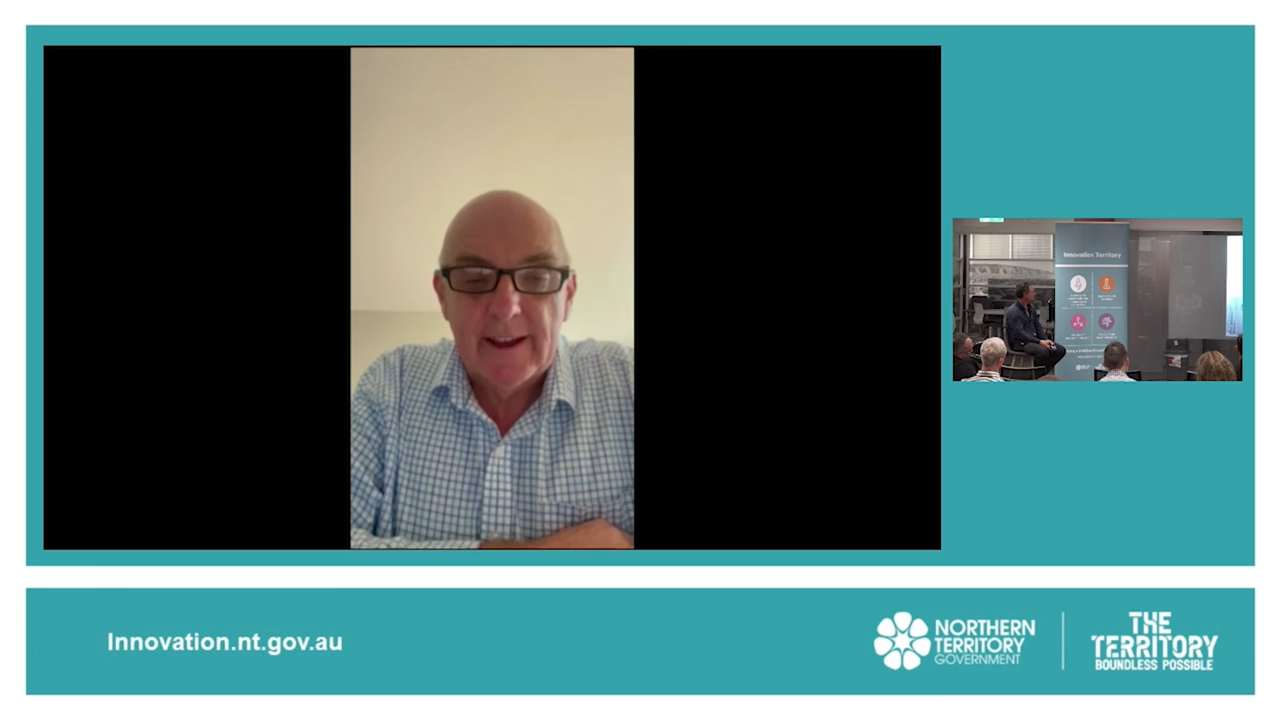 Innovation Territory
Innovation.nt.gov.au
NORTHERN
TERRITORY
GOVERNMENT
THE
TERRITORY
BOUNDLESS POSSIBLE